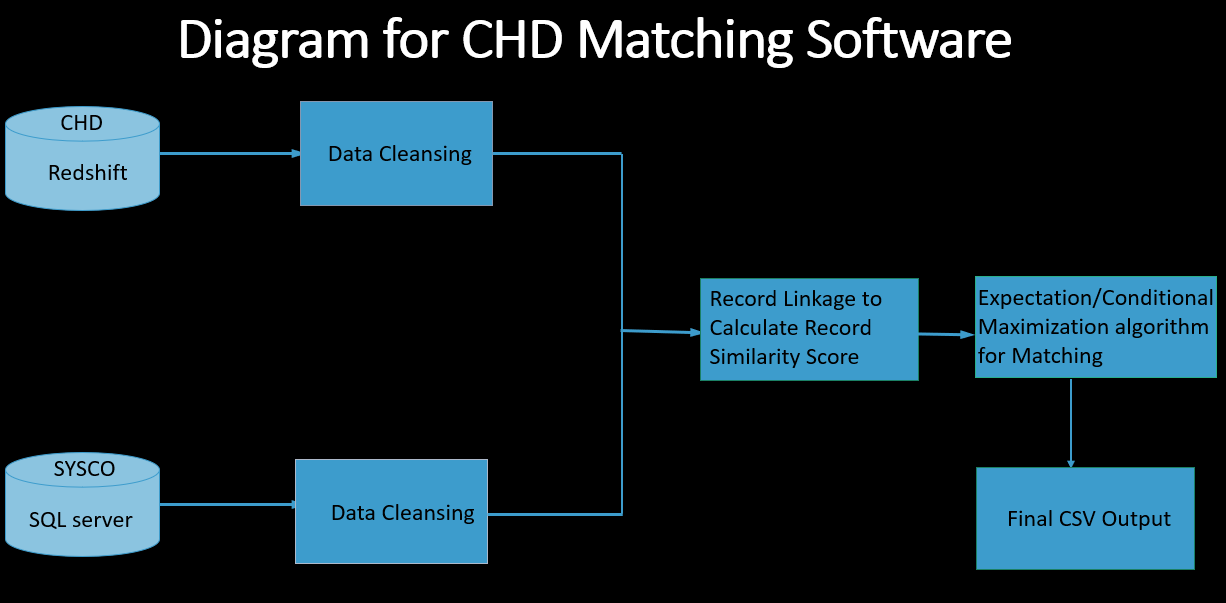 Diagram for CHD Matching Software
CHD
Redshift
Data Cleansing
Record Linkage to
Calculate Record
Similarity Score
Expectation/Conditional
Maximization algorithm
for Matching
SYSCO
SQL server
Data Cleansing
Final CSV Output